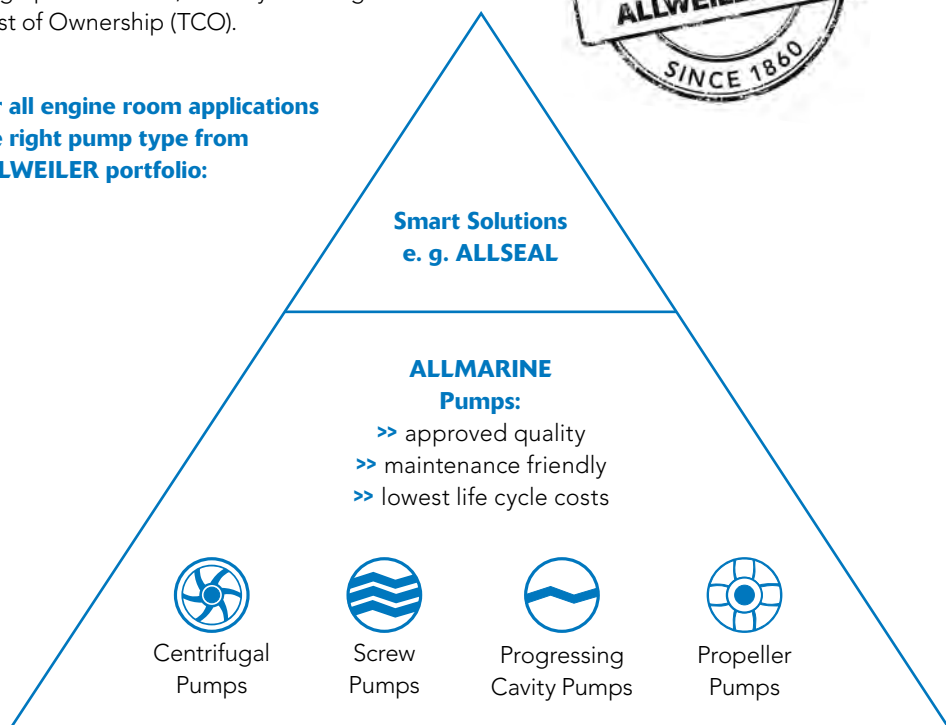 st of Ownership (TCO).
ALLWEILER
SINCE 1860
all engine room applications
right pump type from
LWEILER portfolio:
Smart Solutions
e. g. ALLSEAL
ALLMARINE
Pumps:
>> approved quality
>> maintenance friendly
>> lowest life cycle costs
Centrifugal
Pumps
Screw
Pumps
Progressing
Cavity Pumps
Propeller
Pumps